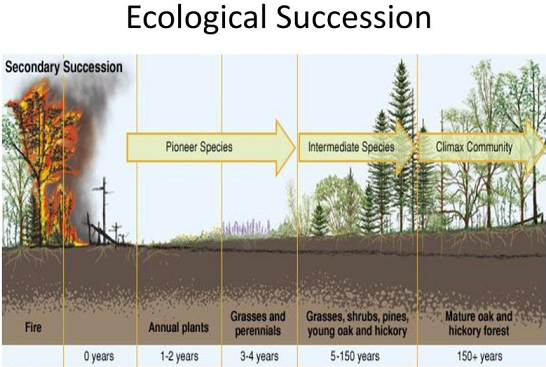 Ecological Succession
Secondary Succession
Pioneer Species
Intermediate Species
Climax Community
Fire
Annual plants
Grasses and
perennials
Grasses, shrubs, pines,
young oak and hickory
Mature oak and
hickory forest
0 years
1-2 years
3-4 years
5-150 years
150+ years